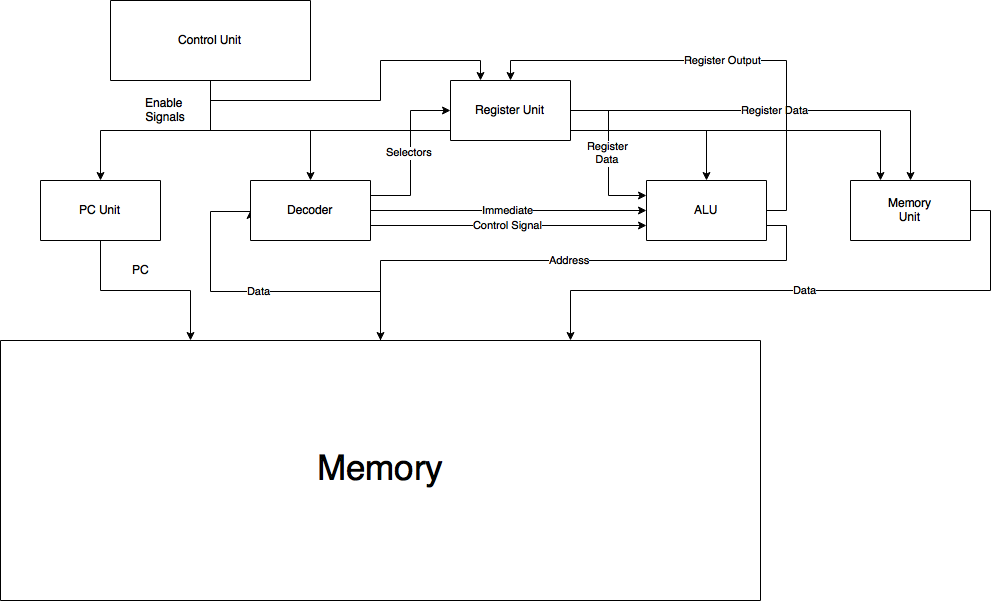 Control Unit
Register Output
Enable
Signals
Register Unit
Register Data
Selectors
Register
Data
PC Unit
Decoder
Immediate
Control Signal
ALU
Memory
Unit
PC
Address
Data
Data
Memory